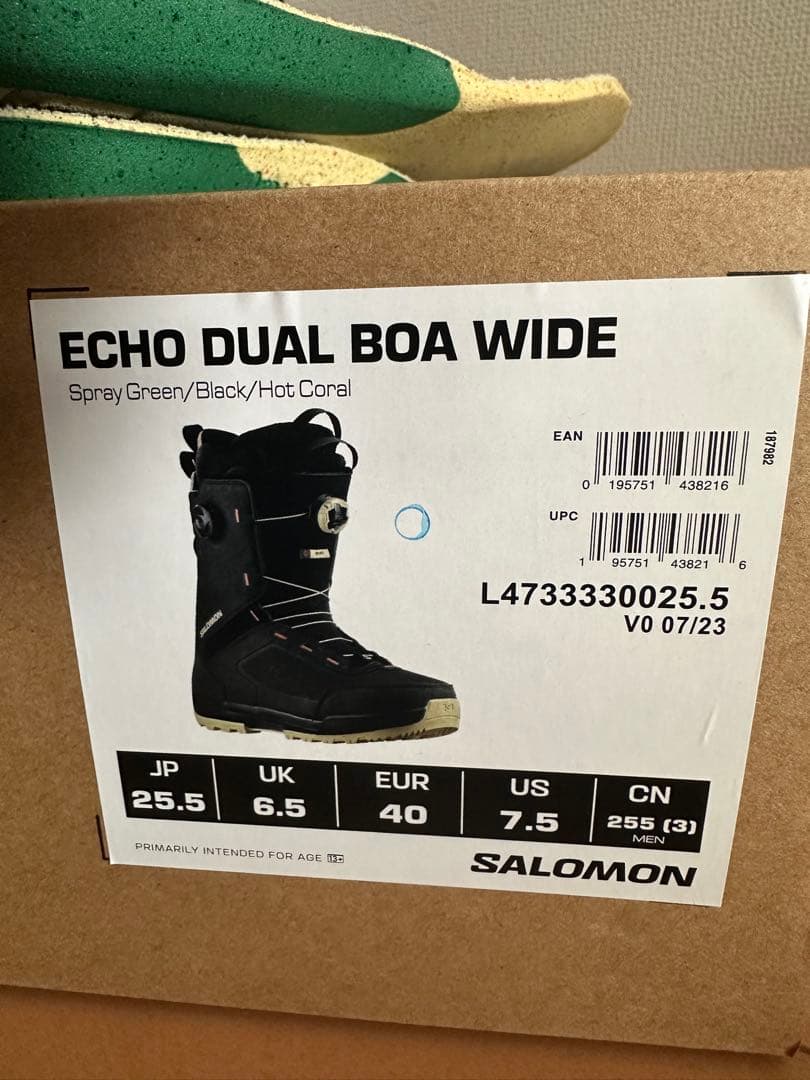 ECHO DUAL BOA WIDE
Spray Green/Black/Hot Coral
EAN
0 195751 438216
187982
UPC
1 95751 43821 6
L4733330025.5
V0 07/23
SALOMON
JP UK EUR US CN
25.5 6.5 40 7.5 255 (3)
MEN
PRIMARILY INTENDED FOR AGE 13+
SALOMON